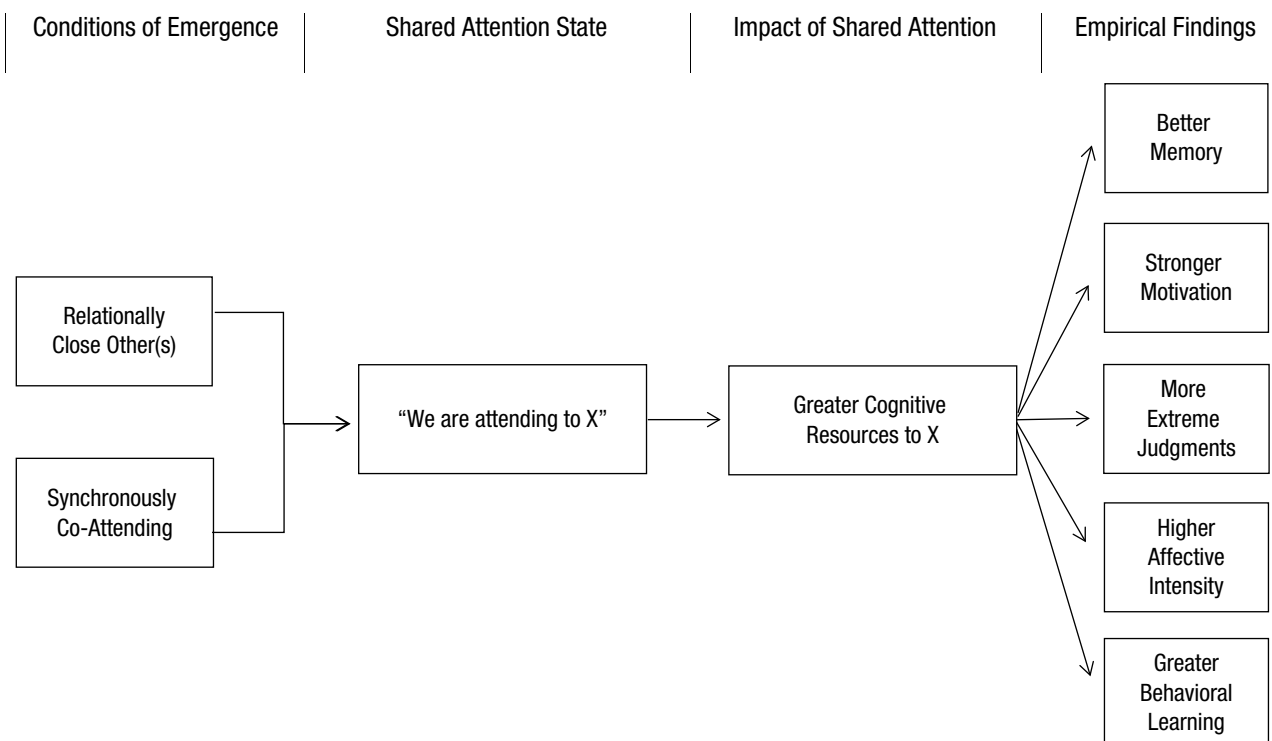 Conditions of Emergence
Shared Attention State
Impact of Shared Attention
Empirical Findings
Relationally
Close Other(s)
Synchronously
Co-Attending
“We are attending to X”
Greater Cognitive
Resources to X
Better
Memory
Stronger
Motivation
More
Extreme
Judgments
Higher
Affective
Intensity
Greater
Behavioral
Learning